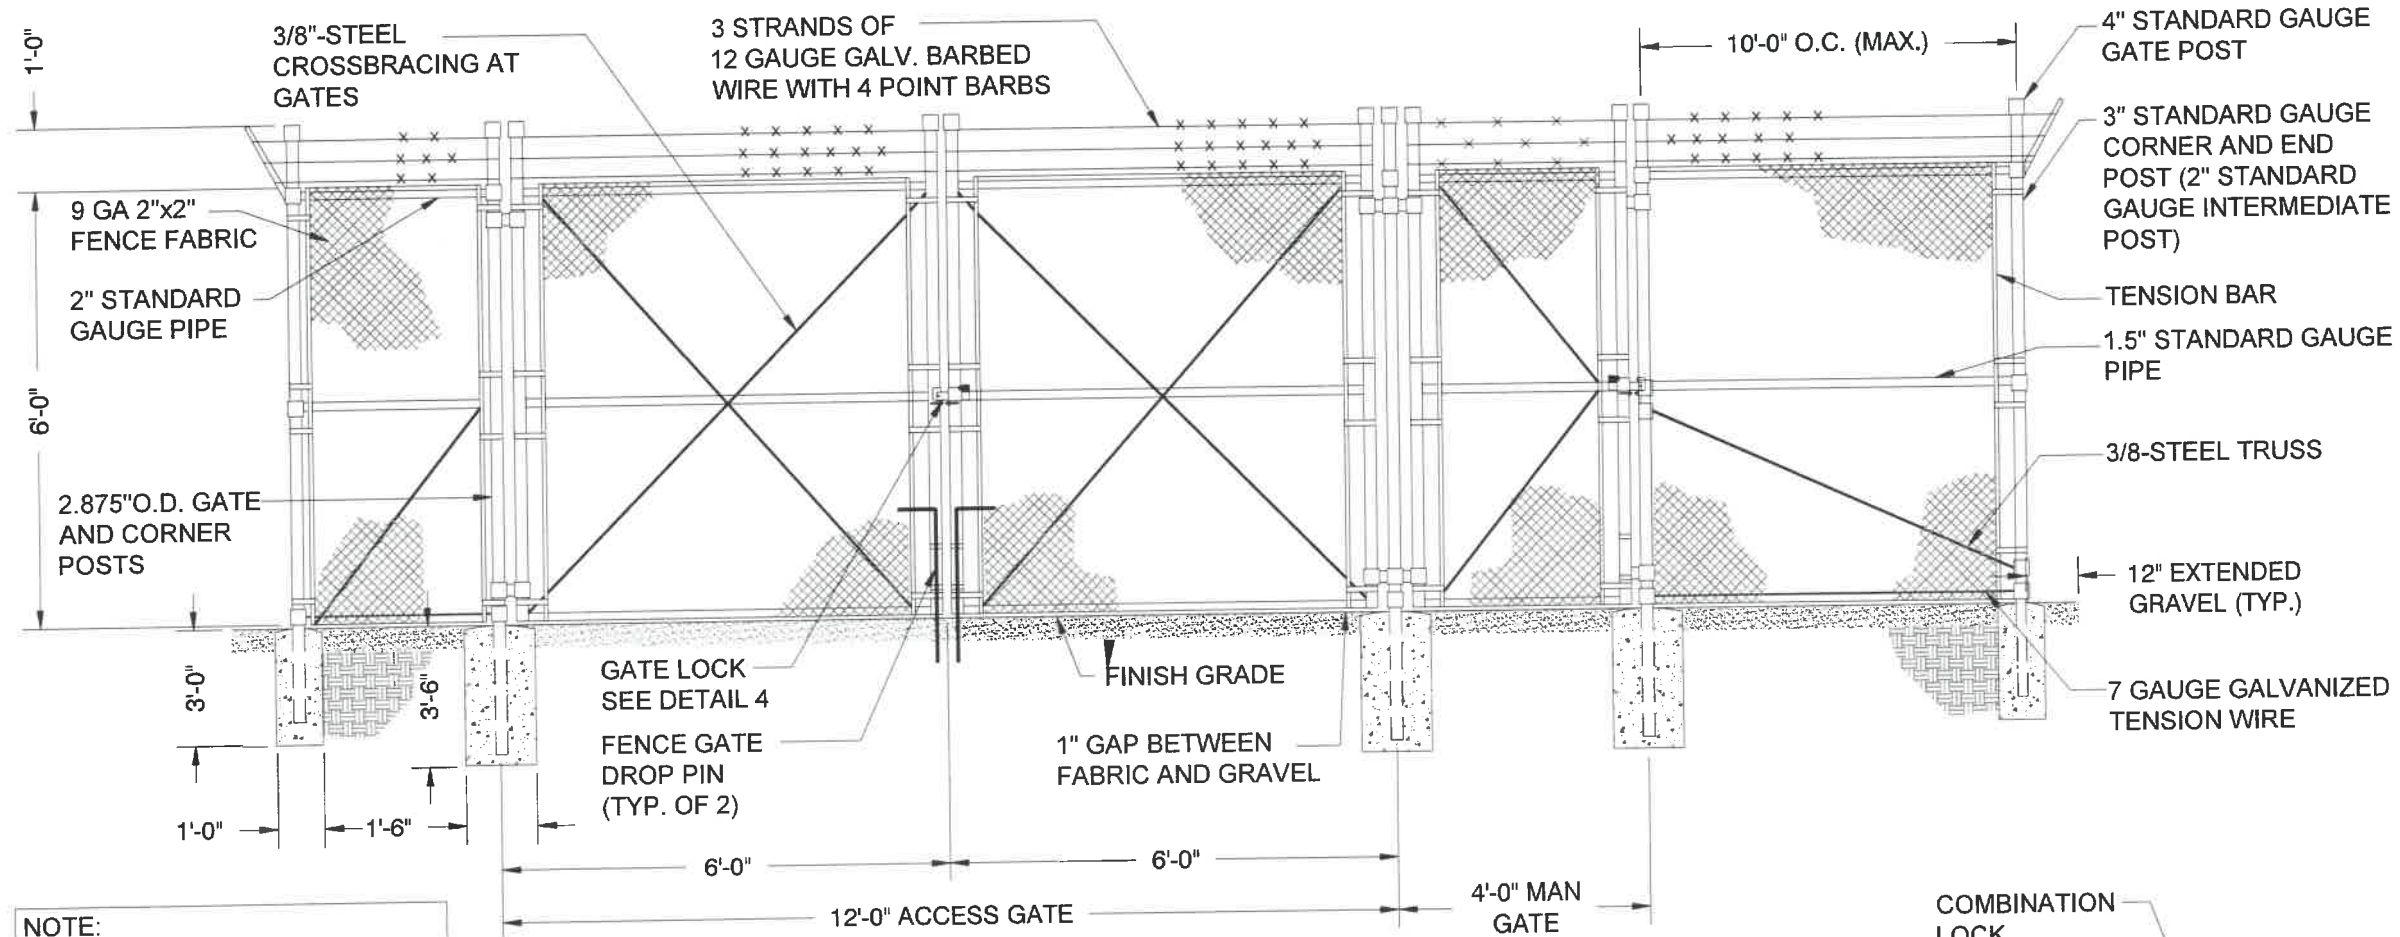 1'-0"
3/8"-STEEL
CROSSBRACING AT
GATES
3 STRANDS OF
12 GAUGE GALV. BARBED
WIRE WITH 4 POINT BARBS
10'-0" O.C. (MAX.)
4" STANDARD GAUGE
GATE POST
3" STANDARD GAUGE
CORNER AND END
POST (2" STANDARD
GAUGE INTERMEDIATE
POST)
9 GA 2"x2"
FENCE FABRIC
2" STANDARD
GAUGE PIPE
6'-0"
TENSION BAR
1.5" STANDARD GAUGE
PIPE
3/8-STEEL TRUSS
2.875"O.D. GATE
AND CORNER
POSTS
12" EXTENDED
GRAVEL (TYP.)
3'-0"
3'-6"
GATE LOCK
SEE DETAIL 4
FINISH GRADE
7 GAUGE GALVANIZED
TENSION WIRE
FENCE GATE
DROP PIN
(TYP. OF 2)
1" GAP BETWEEN
FABRIC AND GRAVEL
1'-0"
1'-6"
6'-0"
6'-0"
12'-0" ACCESS GATE
4'-0" MAN
GATE
NOTE:
COMBINATION
LOCK